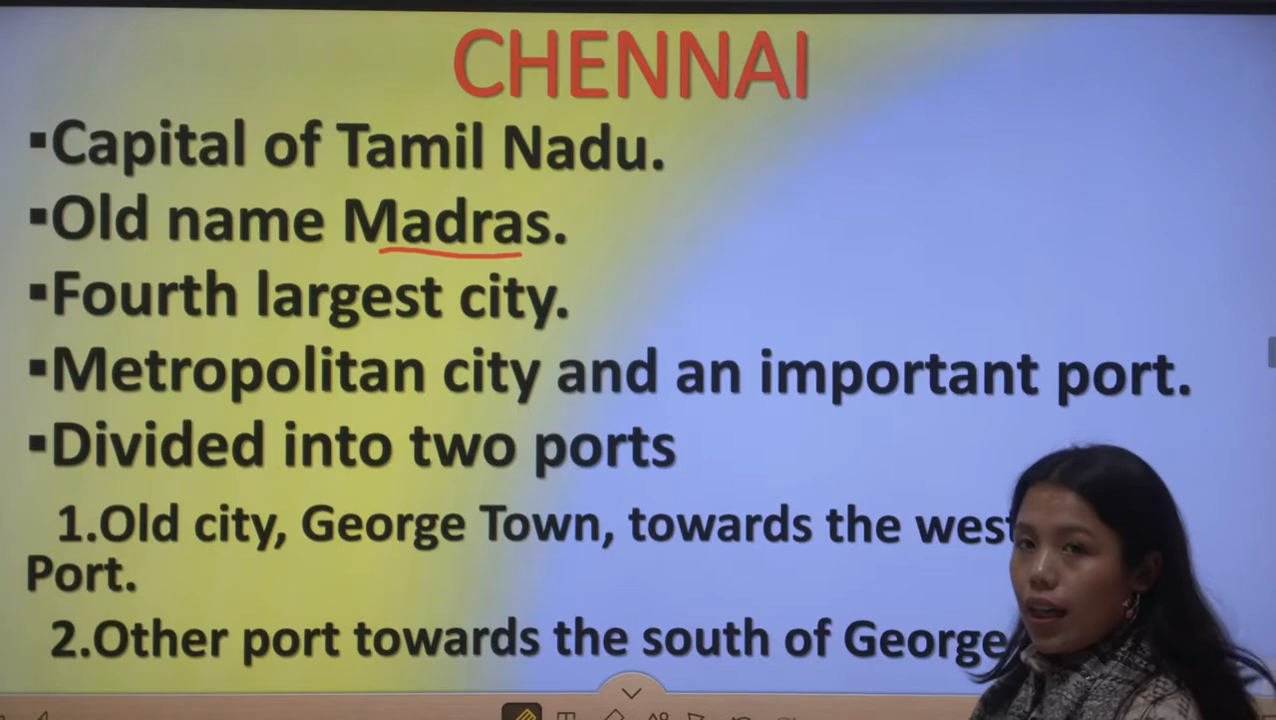 CHENNAI
▪Capital of Tamil Nadu.
▪Old name Madras.
▪Fourth largest city.
▪Metropolitan city and an important port.
▪Divided into two ports
1.Old city, George Town, towards the west
Port.
2.Other port towards the south of George